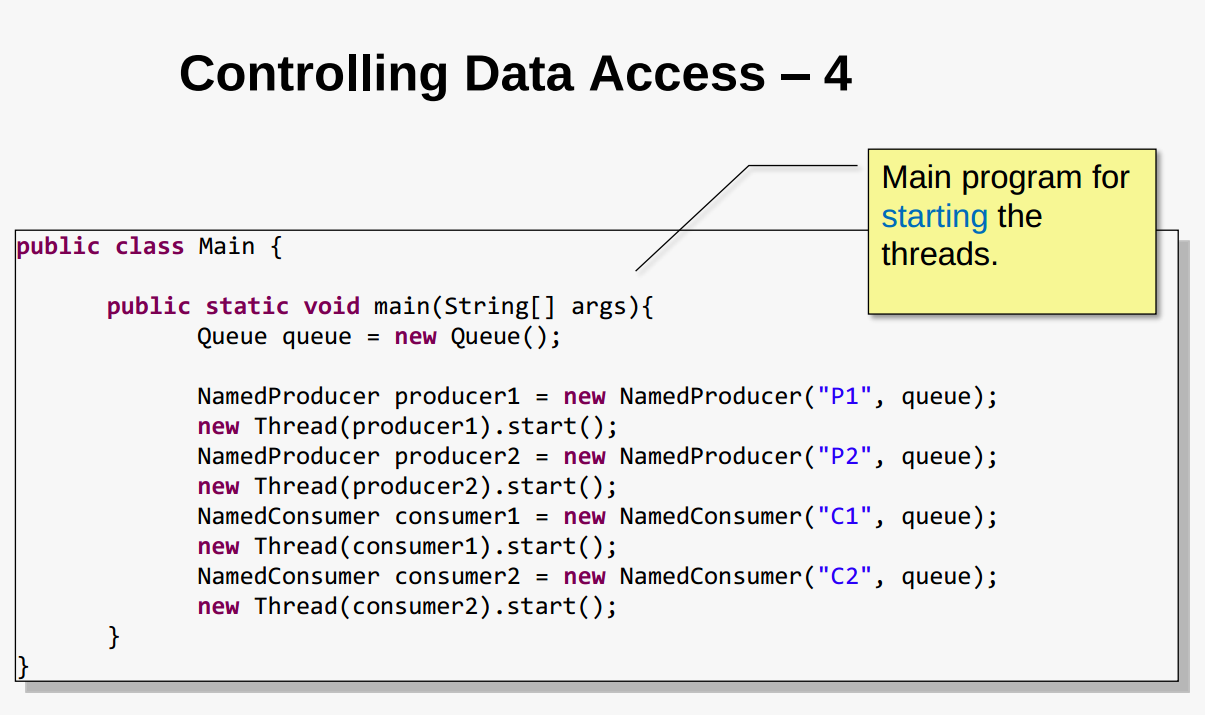 Controlling Data Access – 4
Main program for
starting the
threads.
public class Main {
public static void main(String[] args){
Queue queue = new Queue();
NamedProducer producer1 = new NamedProducer("P1", queue);
new Thread(producer1).start();
NamedProducer producer2 = new NamedProducer("P2", queue);
new Thread(producer2).start();
NamedConsumer consumer1 = new NamedConsumer("C1", queue);
new Thread(consumer1).start();
NamedConsumer consumer2 = new NamedConsumer("C2", queue);
new Thread(consumer2).start();
}
}